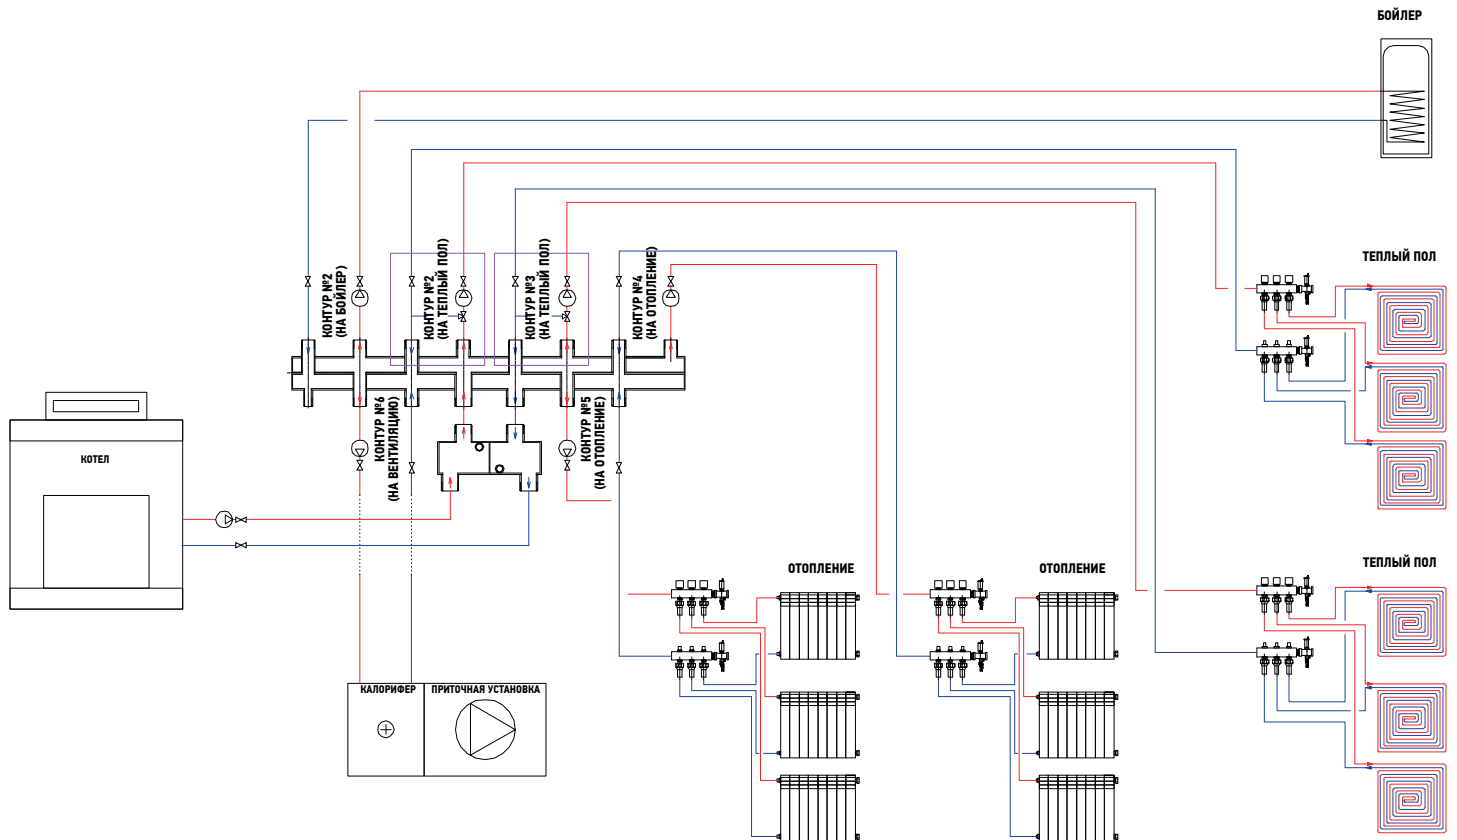 БОЙЛЕР
ТЕПЛЫЙ ПОЛ
КОНТУР №2
(НА БОЙЛЕР)
КОНТУР №2
(НА ТЕПЛЫЙ ПОЛ)
КОНТУР №3
(НА ТЕПЛЫЙ ПОЛ)
КОНТУР №4
(НА ОТОПЛЕНИЕ)
КОНТУР №6
(НА ВЕНТИЛЯЦИЮ)
КОНТУР №5
(НА ОТОПЛЕНИЕ)
КОТЕЛ
ОТОПЛЕНИЕ
ОТОПЛЕНИЕ
ТЕПЛЫЙ ПОЛ
КАЛОРИФЕР
ПРИТОЧНАЯ УСТАНОВКА